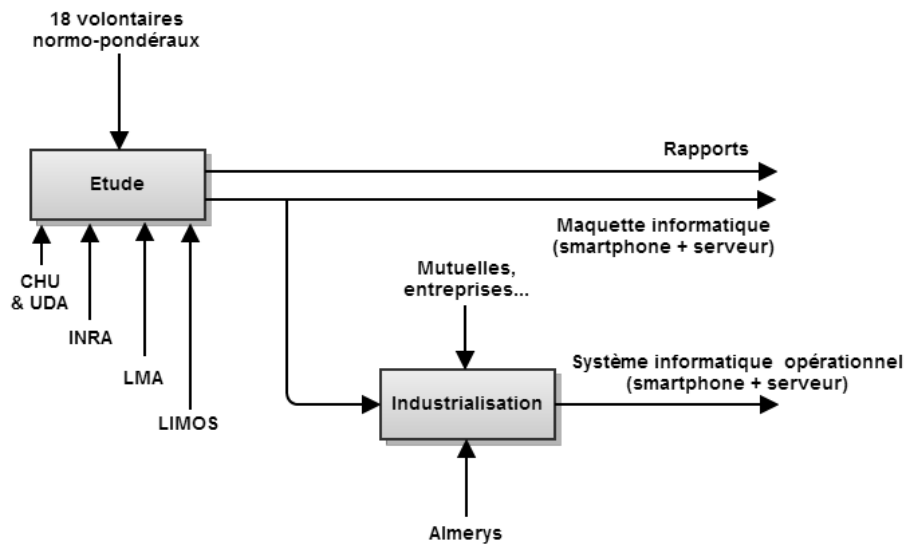 18 volontaires
normo-pondéraux
Etude
Rapports
Maquette informatique
(smartphone + serveur)
CHU
& UDA
INRA
LMA
LIMOS
Mutuelles,
entreprises...
Industrialisation
Système informatique opérationnel
(smartphone + serveur)
Almerys